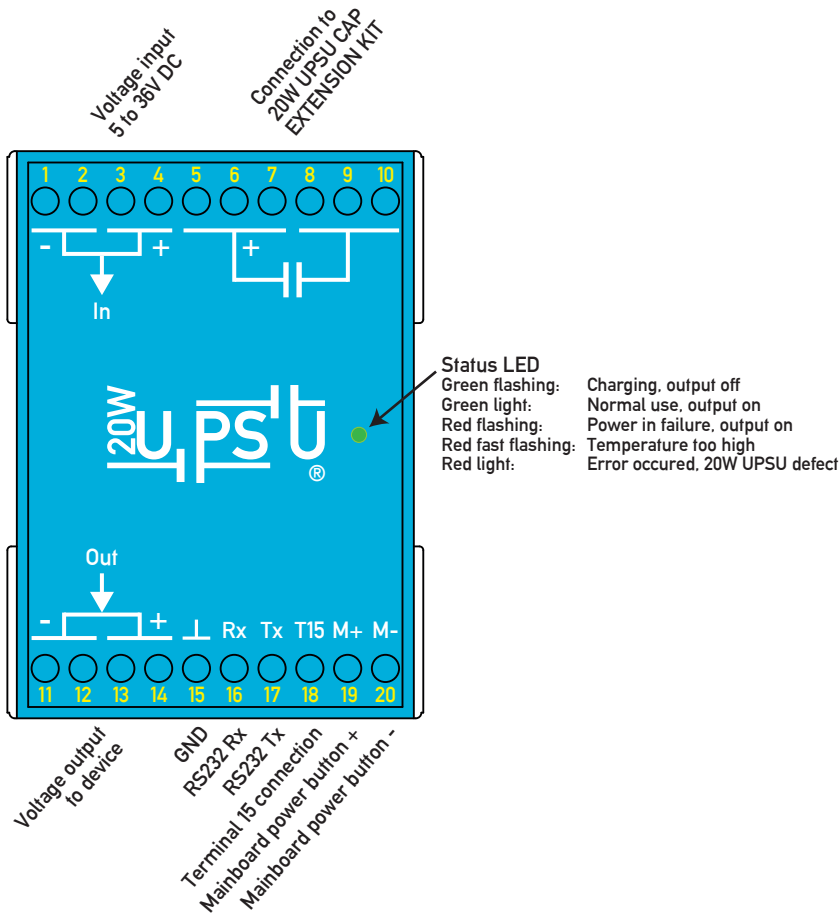 Voltage input
5 to 36V DC
Connection to
20W UPSU CAP
EXTENSION KIT
1 2 3 4 5 6 7 8 9 10
- + +
In
20W
UPSU
®
Status LED
Green flashing: Charging, output off
Green light: Normal use, output on
Red flashing: Power in failure, output on
Red fast flashing: Temperature too high
Red light: Error occured, 20W UPSU defect
Out
- + ⊥ Rx Tx T15 M+ M-
11 12 13 14 15 16 17 18 19 20
Voltage output
to device
GND
RS232 Rx
RS232 Tx
Terminal 15 connection
Mainboard power button +
Mainboard power button -